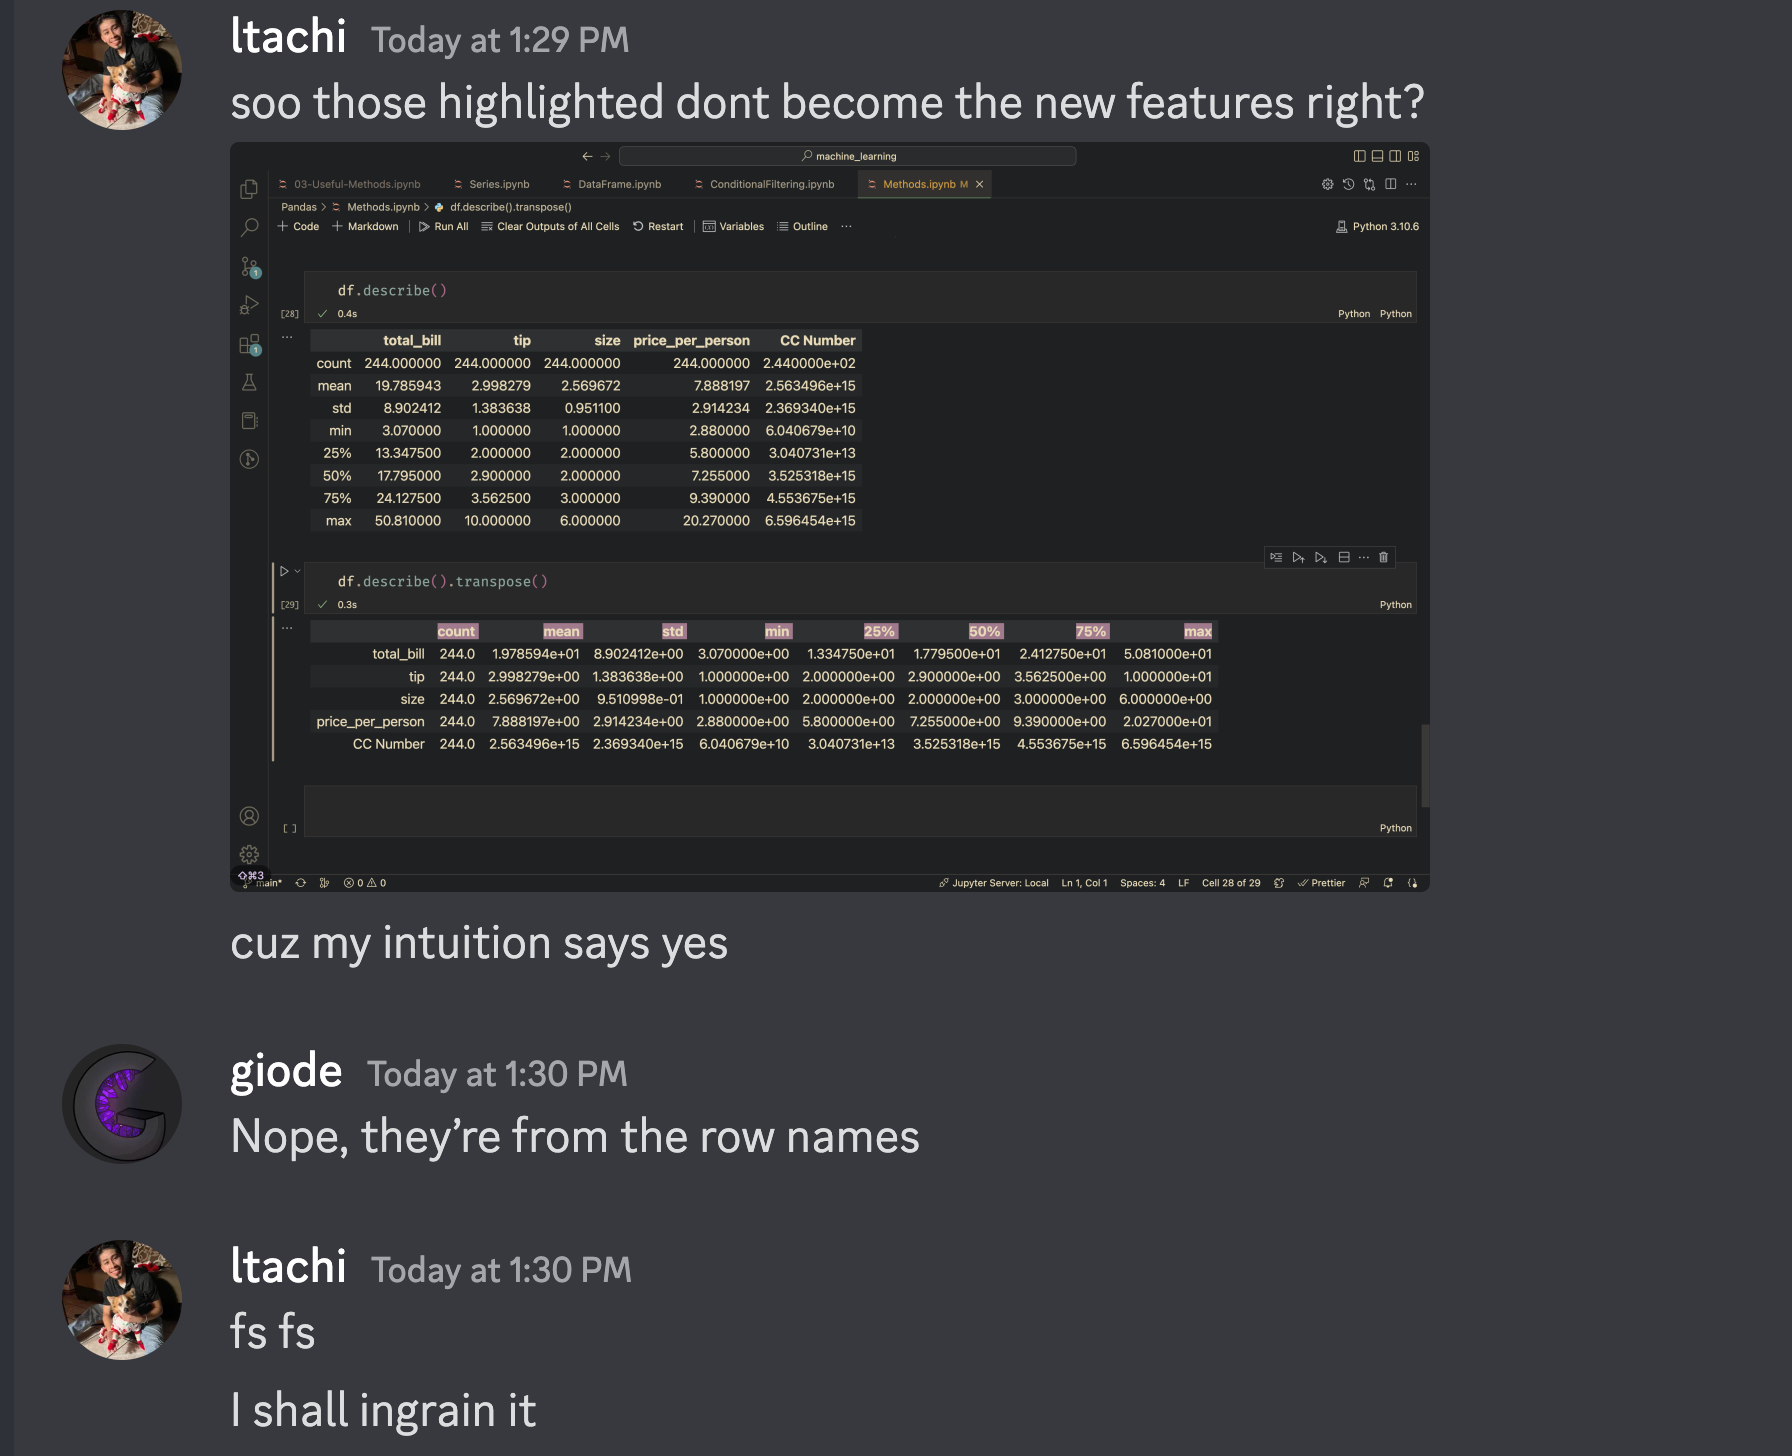 ltachi Today at 1:29 PM
soo those highlighted dont become the new features right?
machine_learning
03-Useful-Methods.ipynb Series.ipynb DataFrame.ipynb ConditionalFiltering.ipynb Methods.ipynb M
Pandas > Methods.ipynb > df.describe().transpose()
+ Code + Markdown Run All Clear Outputs of All Cells Restart Variables Outline ... Python 3.10.6
1
df.describe()
[28] 0.4s Python Python
1
total_bill tip size price_per_person CC Number
count 244.000000 244.000000 244.000000 244.000000 2.440000e+02
mean 19.785943 2.998279 2.569672 7.888197 2.563496e+15
std 8.902412 1.383638 0.951100 2.914234 2.369340e+15
min 3.070000 1.000000 1.000000 2.880000 6.040679e+10
25% 13.347500 2.000000 2.000000 5.800000 3.040731e+13
50% 17.795000 2.900000 2.000000 7.255000 3.525318e+15
75% 24.127500 3.562500 3.000000 9.390000 4.553675e+15
max 50.810000 10.000000 6.000000 20.270000 6.596454e+15
df.describe().transpose()
[29] 0.3s Python
count mean std min 25% 50% 75% max
total_bill 244.0 1.978594e+01 8.902412e+00 3.070000e+00 1.334750e+01 1.779500e+01 2.412750e+01 5.081000e+01
tip 244.0 2.998279e+00 1.383638e+00 1.000000e+00 2.000000e+00 2.900000e+00 3.562500e+00 1.000000e+01
size 244.0 2.569672e+00 9.510998e-01 1.000000e+00 2.000000e+00 2.000000e+00 3.000000e+00 6.000000e+00
price_per_person 244.0 7.888197e+00 2.914234e+00 2.880000e+00 5.800000e+00 7.255000e+00 9.390000e+00 2.027000e+01
CC Number 244.0 2.563496e+15 2.369340e+15 6.040679e+10 3.040731e+13 3.525318e+15 4.553675e+15 6.596454e+15
[ ] Python
⇧⌘3
main* 0 0 Jupyter Server: Local Ln 1, Col 1 Spaces: 4 LF Cell 28 of 29 Prettier
cuz my intuition says yes
giode Today at 1:30 PM
Nope, they’re from the row names
ltachi Today at 1:30 PM
fs fs
I shall ingrain it